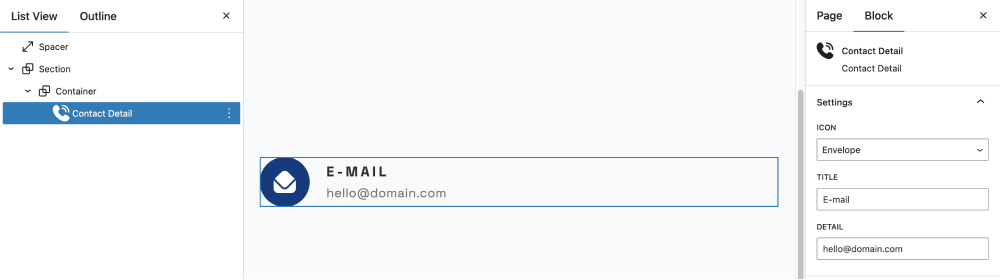 List View
Outline
Spacer
Section
Container
Contact Detail
E-MAIL
hello@domain.com
Page
Block
Contact Detail
Contact Detail
Settings
ICON
Envelope
TITLE
E-mail
DETAIL
hello@domain.com